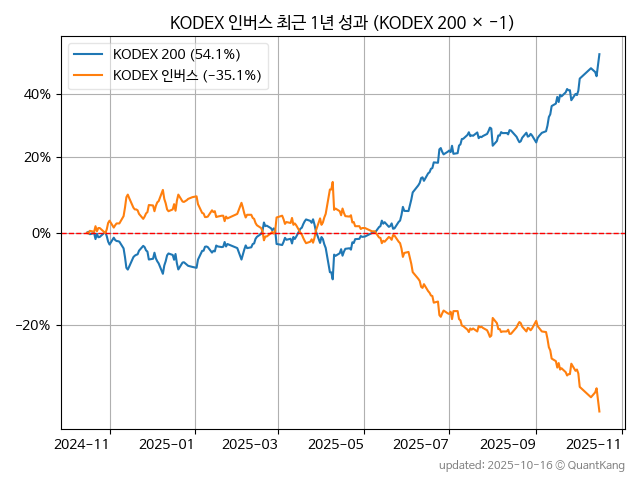 KODEX 인버스 최근 1년 성과 (KODEX 200 × -1)
KODEX 200 (54.1%)
KODEX 인버스 (-35.1%)
40%
20%
0%
-20%
2024-11 2025-01 2025-03 2025-05 2025-07 2025-09 2025-11
updated: 2025-10-16 © QuantKang